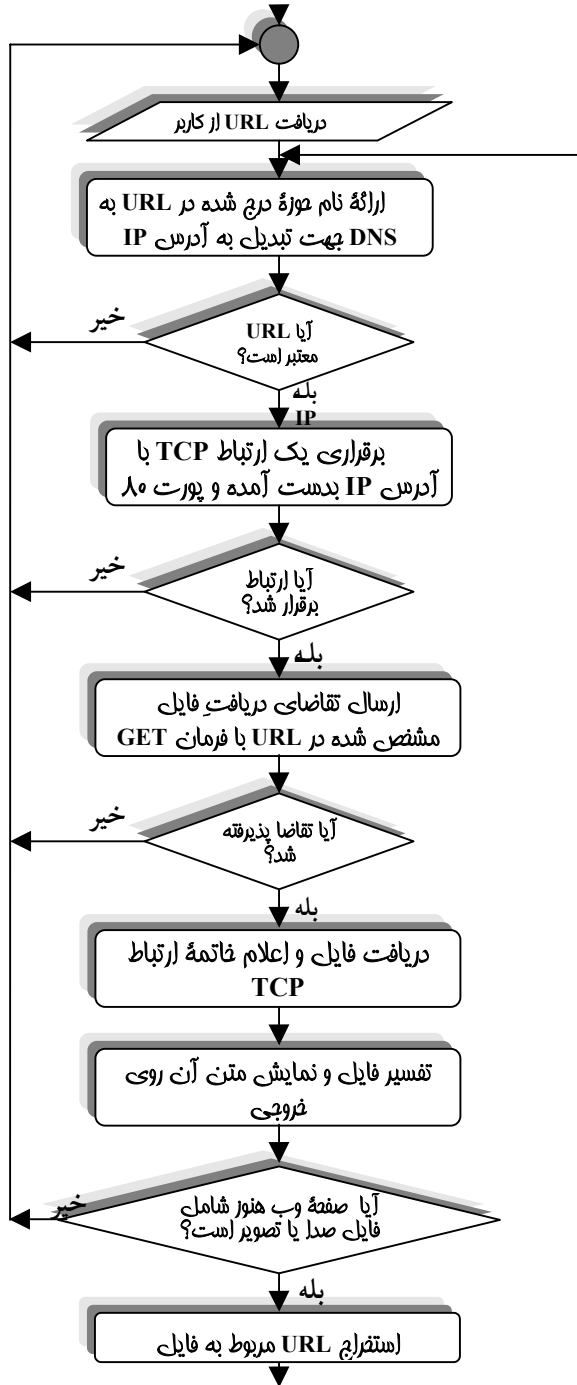 دریافت URL از کاربر
ارائهٔ نام حوزهٔ درج شده در URL به
DNS جهت تبدیل به آدرس IP
خیر
آیا URL
معتبر است؟
بله
IP
برقراری یک ارتباط TCP با
آدرس IP بدست آمده و پورت ۸۰
خیر
آیا ارتباط
برقرار شد؟
بله
ارسال تقاضای دریافتِ فایل
مشخص شده در URL با فرمان GET
خیر
آیا تقاضا پذیرفته
شد؟
بله
دریافت فایل و اعلام خاتمهٔ ارتباط
TCP
تفسیر فایل و نمایش متن آن روی
خروجی
خیر
آیا صفحهٔ وب هنوز شامل
فایل صدا یا تصویر است؟
بله
استخراج URL مربوط به فایل